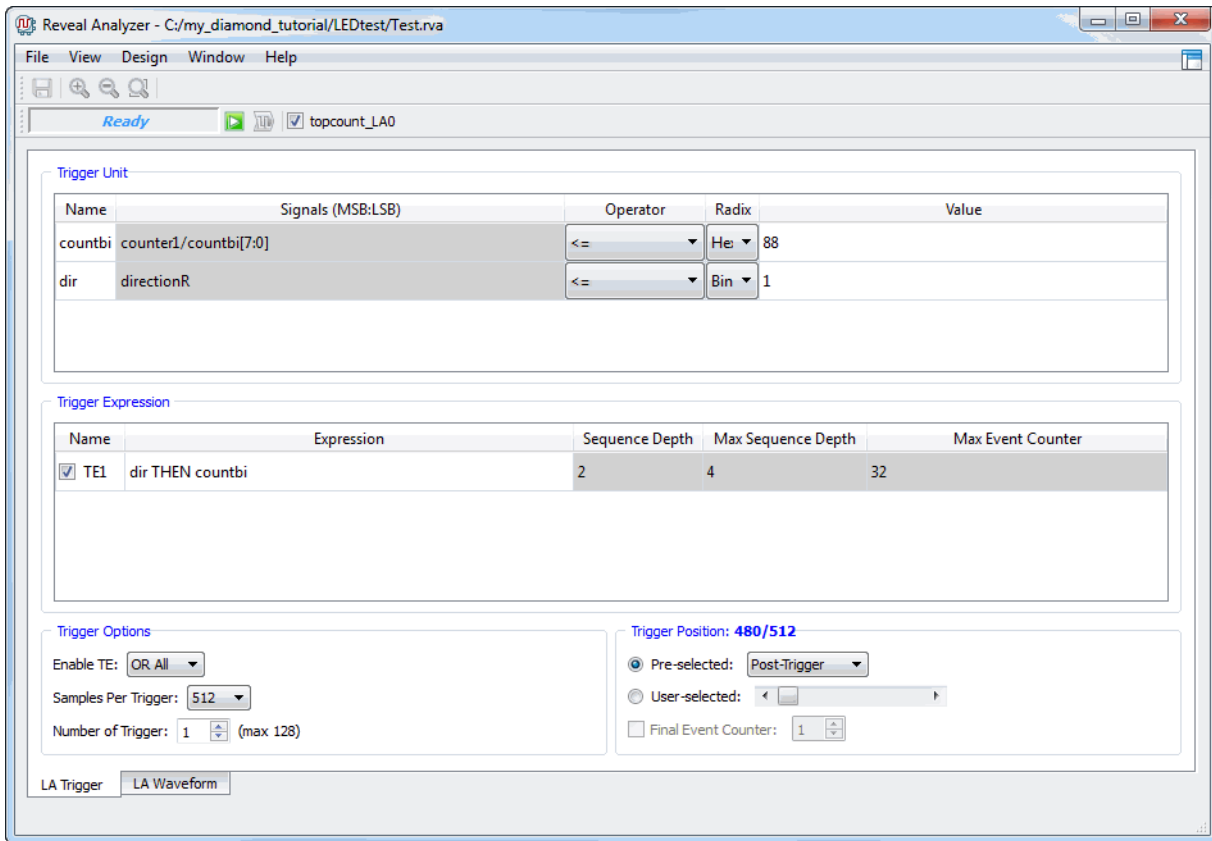 Reveal Analyzer - C:/my_diamond_tutorial/LEDtest/Test.rva
File View Design Window Help
Ready topcount_LA0
Trigger Unit
Name Signals (MSB:LSB) Operator Radix Value
countbi counter1/countbi[7:0] <= He: 88
dir directionR <= Bin 1
Trigger Expression
Name Expression Sequence Depth Max Sequence Depth Max Event Counter
TE1 dir THEN countbi 2 4 32
Trigger Options
Enable TE: OR All
Samples Per Trigger: 512
Number of Trigger: 1 (max 128)
Trigger Position: 480/512
Pre-selected: Post-Trigger
User-selected:
Final Event Counter: 1
LA Trigger LA Waveform